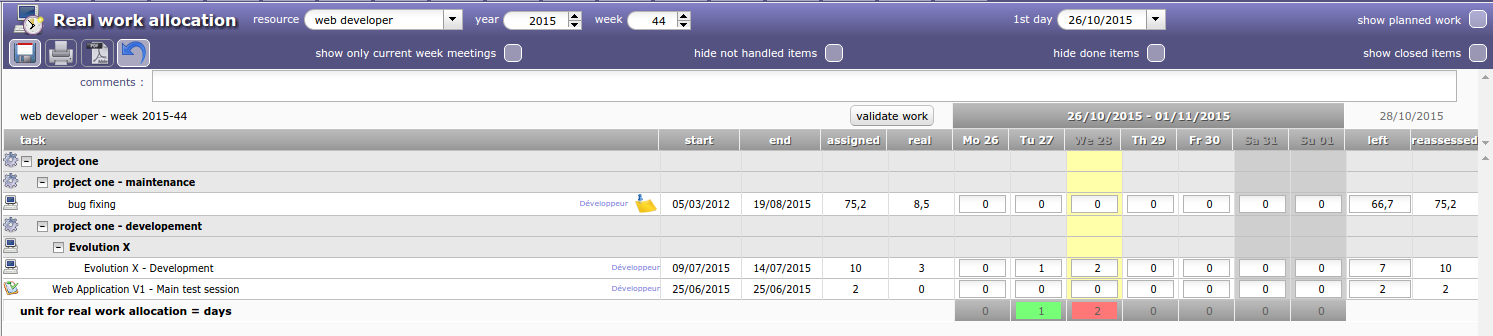 Real work allocation resource web developer year 2015 week 44 1st day 26/10/2015 show planned work
show only current week meetings hide not handled items hide done items show closed items
comments :
web developer - week 2015-44 validate work 26/10/2015 - 01/11/2015 28/10/2015
task start end assigned real Mo 26 Tu 27 We 28 Th 29 Fr 30 Sa 31 Su 01 left reassessed
project one
project one - maintenance
bug fixing Développeur 05/03/2012 19/08/2015 75,2 8,5 0 0 0 0 0 0 0 66,7 75,2
project one - developement
Evolution X
Evolution X - Development Développeur 09/07/2015 14/07/2015 10 3 0 1 2 0 0 0 0 7 10
Web Application V1 - Main test session Développeur 25/06/2015 25/06/2015 2 0 0 0 0 0 0 0 0 2 2
unit for real work allocation = days 0 1 2 0 0 0 0